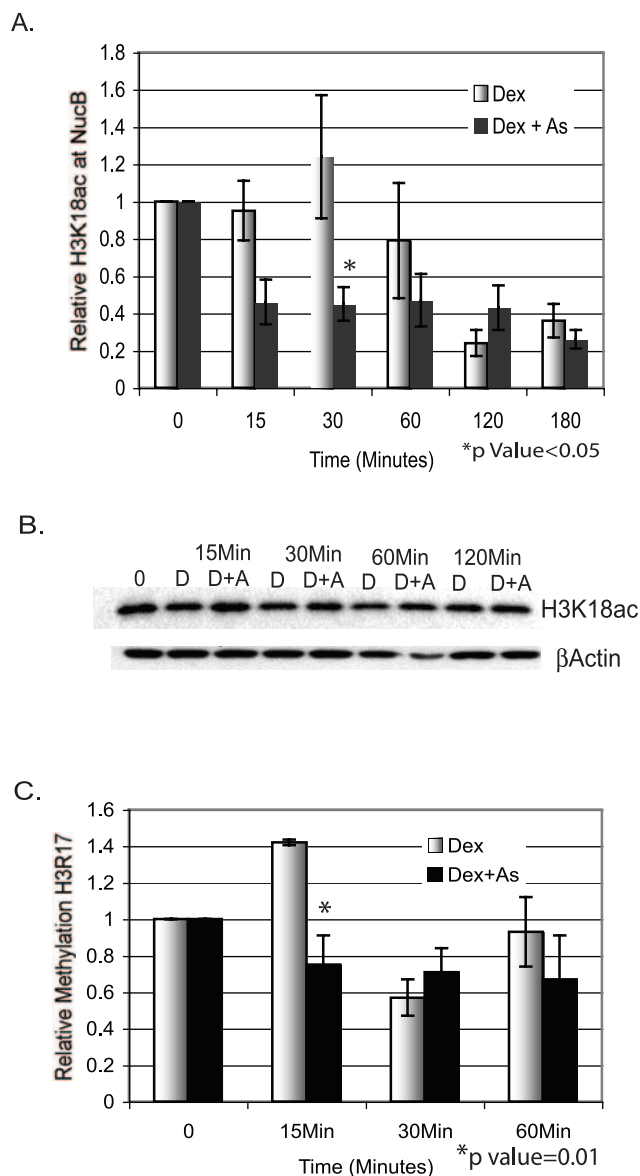 A.
Relative H3K18ac at NucB
1.8
1.6
1.4
1.2
1
0.8
0.6
0.4
0.2
0
Dex
Dex + As
*
0 15 30 60 120 180
Time (Minutes)
*p Value<0.05
B.
15Min 30Min 60Min 120Min
0 D D+A D D+A D D+A D D+A
H3K18ac
βActin
C.
Relative Methylation H3R17
1.6
1.4
1.2
1
0.8
0.6
0.4
0.2
0
Dex
Dex+As
*
0 15Min 30Min 60Min
Time (Minutes)
*p value=0.01